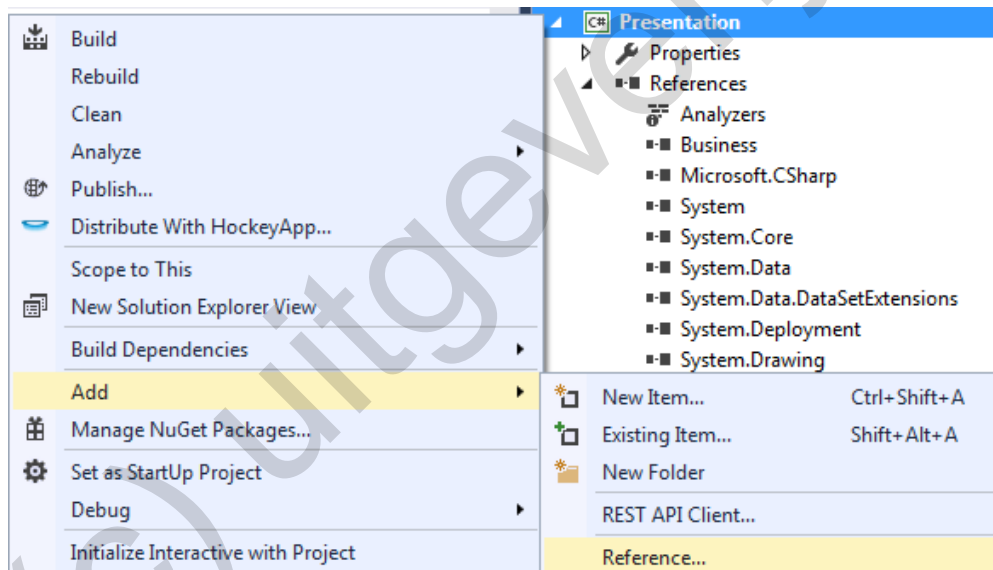 Build
Rebuild
Clean
Analyze
Publish...
Distribute With HockeyApp...
Scope to This
New Solution Explorer View
Build Dependencies
Add
Manage NuGet Packages...
Set as StartUp Project
Debug
Initialize Interactive with Project
C# Presentation
Properties
References
Analyzers
Business
Microsoft.CSharp
System
System.Core
System.Data
System.Data.DataSetExtensions
System.Deployment
System.Drawing
New Item... Ctrl+Shift+A
Existing Item... Shift+Alt+A
New Folder
REST API Client...
Reference...
(c) uitgeverij